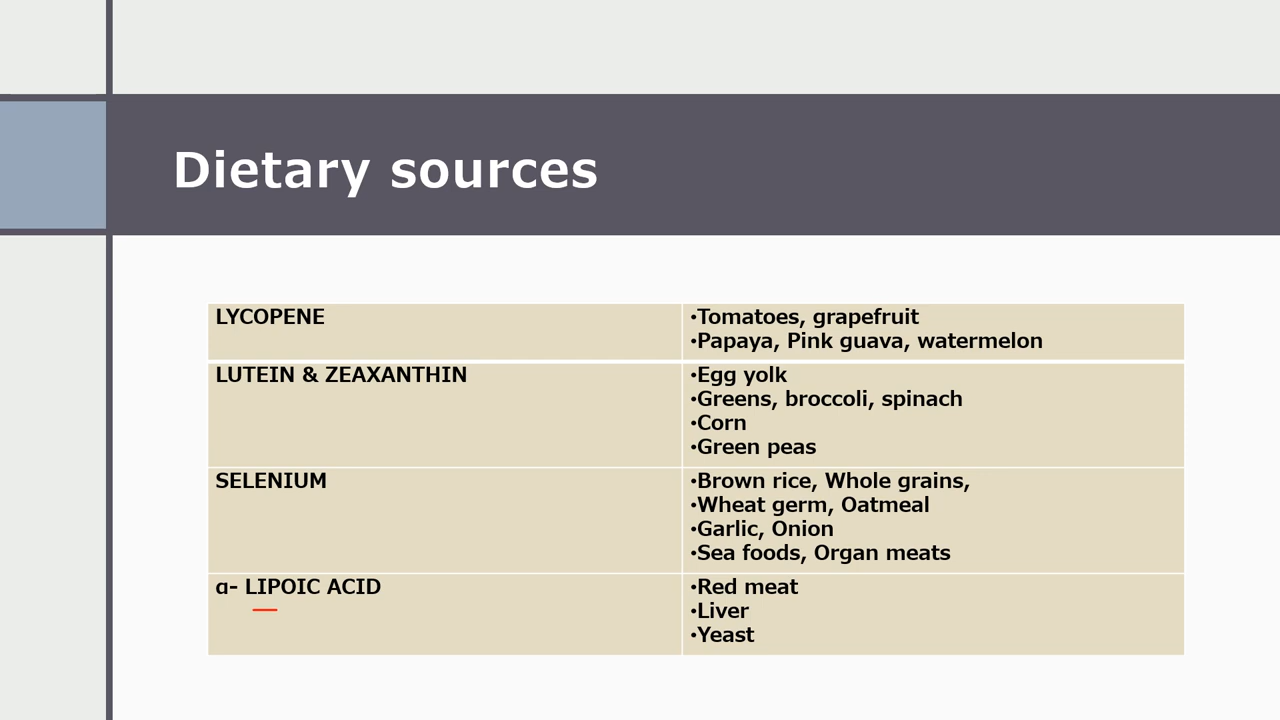 Dietary sources
LYCOPENE
•Tomatoes, grapefruit
•Papaya, Pink guava, watermelon
LUTEIN & ZEAXANTHIN
•Egg yolk
•Greens, broccoli, spinach
•Corn
•Green peas
SELENIUM
•Brown rice, Whole grains,
•Wheat germ, Oatmeal
•Garlic, Onion
•Sea foods, Organ meats
α- LIPOIC ACID
•Red meat
•Liver
•Yeast